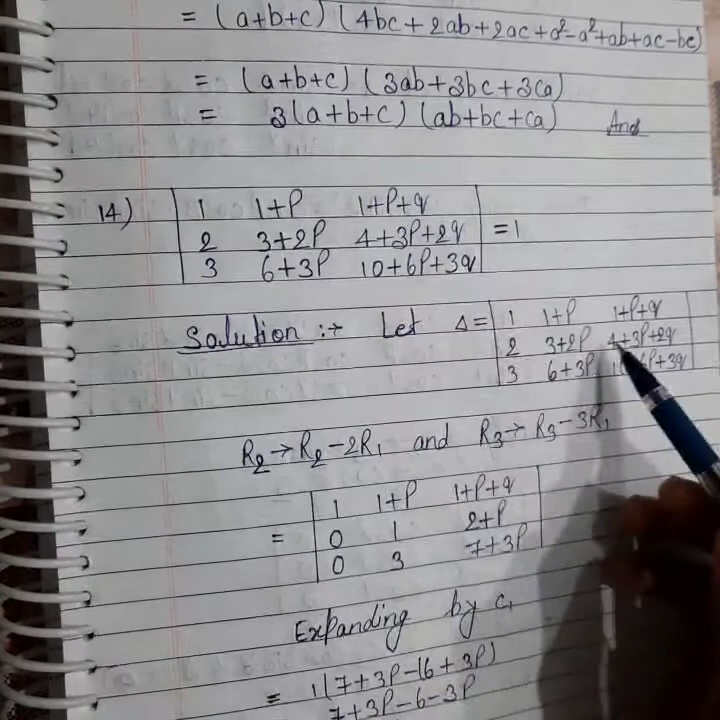 = (a+b+c) (4bc+2ab+2ac+a²-a²+ab+ac-bc)
= (a+b+c) (3ab+3bc+3ca)
= 3(a+b+c) (ab+bc+ca) Ans
14) | 1 1+P 1+P+q |
| 2 3+2P 4+3P+2q | = 1
| 3 6+3P 10+6P+3q |
Solution :→ Let Δ = | 1 1+P 1+P+q |
| 2 3+2P 4+3P+2q |
| 3 6+3P P+3q |
R₂→R₂-2R₁ and R₃→R₃-3R₁
| 1 1+P 1+P+q |
= | 0 1 2+P |
| 0 3 7+3P |
Expanding by C₁
= 1(7+3P-(6+3P)
7+3P-6-3P